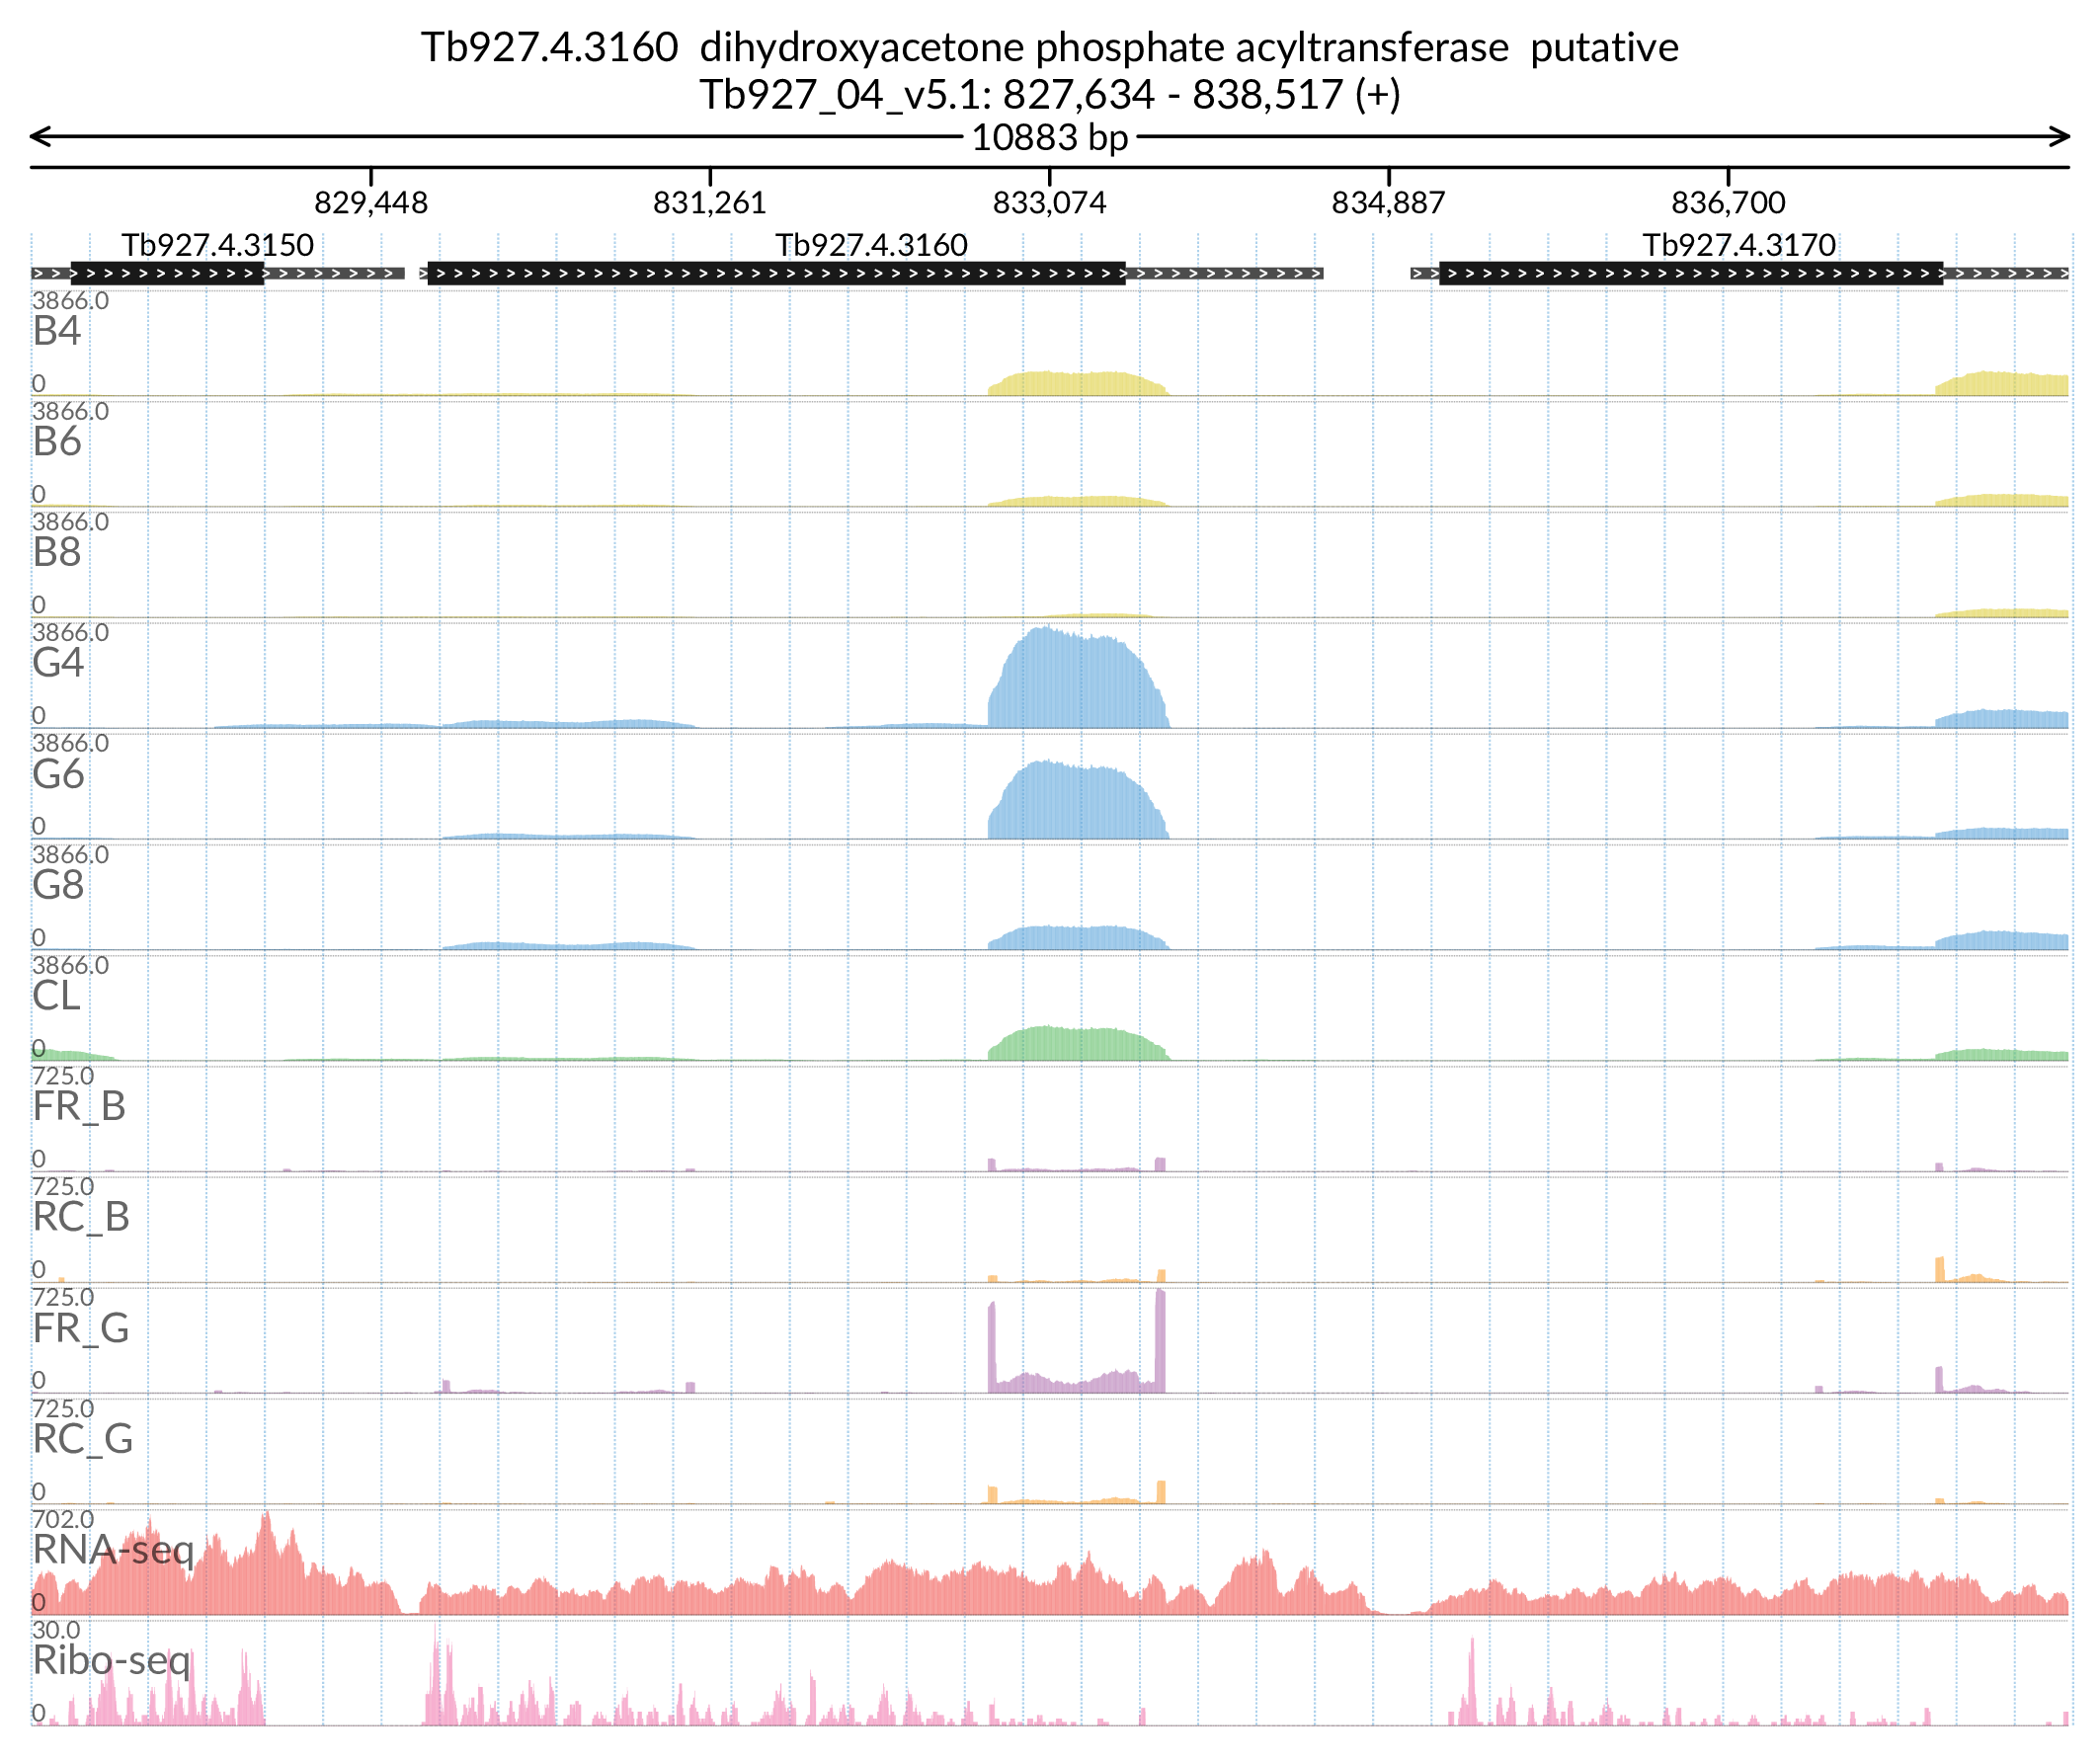 Tb927.4.3160  dihydroxyacetone phosphate acyltransferase  putative
Tb927_04_v5.1: 827,634 - 838,517 (+)
10883 bp
829,448 831,261 833,074 834,887 836,700
Tb927.4.3150 Tb927.4.3160 Tb927.4.3170
3866.0
B4
0
3866.0
B6
0
3866.0
B8
0
3866.0
G4
0
3866.0
G6
0
3866.0
G8
0
3866.0
CL
0
725.0
FR_B
0
725.0
RC_B
0
725.0
FR_G
0
725.0
RC_G
0
702.0
RNA-seq
0
30.0
Ribo-seq
0